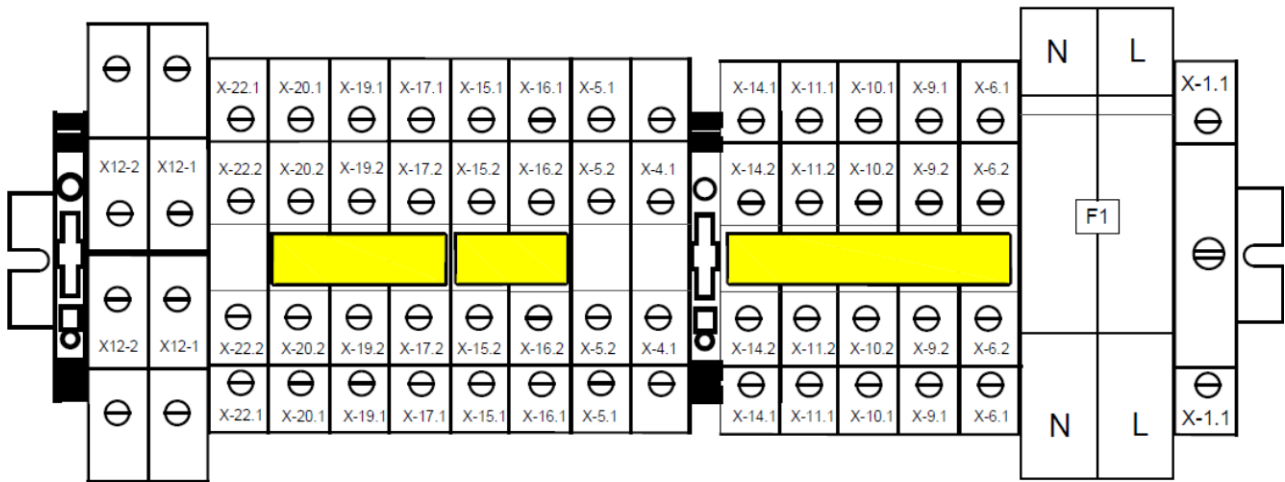 N L
X-22.1 X-20.1 X-19.1 X-17.1 X-15.1 X-16.1 X-5.1 X-14.1 X-11.1 X-10.1 X-9.1 X-6.1 X-1.1
X12-2 X12-1 X-22.2 X-20.2 X-19.2 X-17.2 X-15.2 X-16.2 X-5.2 X-4.1 X-14.2 X-11.2 X-10.2 X-9.2 X-6.2
F1
X12-2 X12-1 X-22.2 X-20.2 X-19.2 X-17.2 X-15.2 X-16.2 X-5.2 X-4.1 X-14.2 X-11.2 X-10.2 X-9.2 X-6.2
X-22.1 X-20.1 X-19.1 X-17.1 X-15.1 X-16.1 X-5.1 X-14.1 X-11.1 X-10.1 X-9.1 X-6.1 N L X-1.1